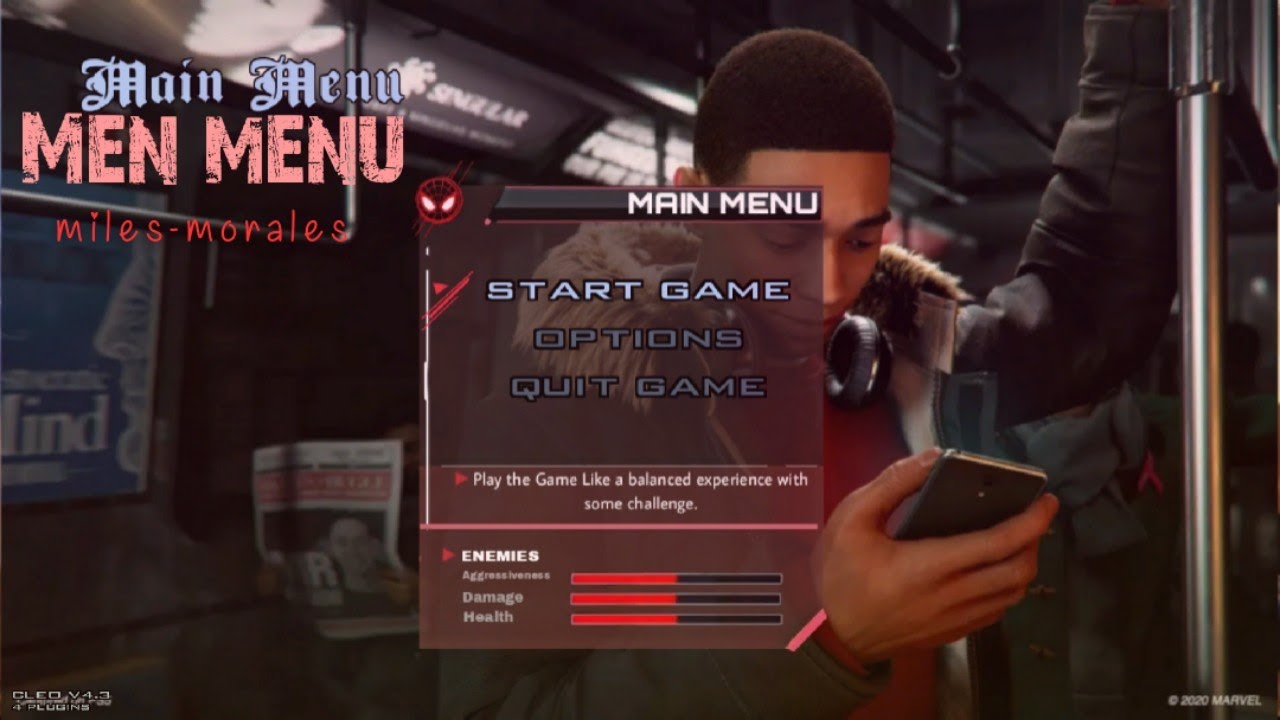 Main Menu
MEN MENU
miles-morales
SINGULAR
MAIN MENU
START GAME
OPTIONS
QUIT GAME
Play the Game Like a balanced experience with
some challenge.
ENEMIES
Aggressiveness
Damage
Health
CLEO V4.3
4 PLUGINS
© 2020 MARVEL